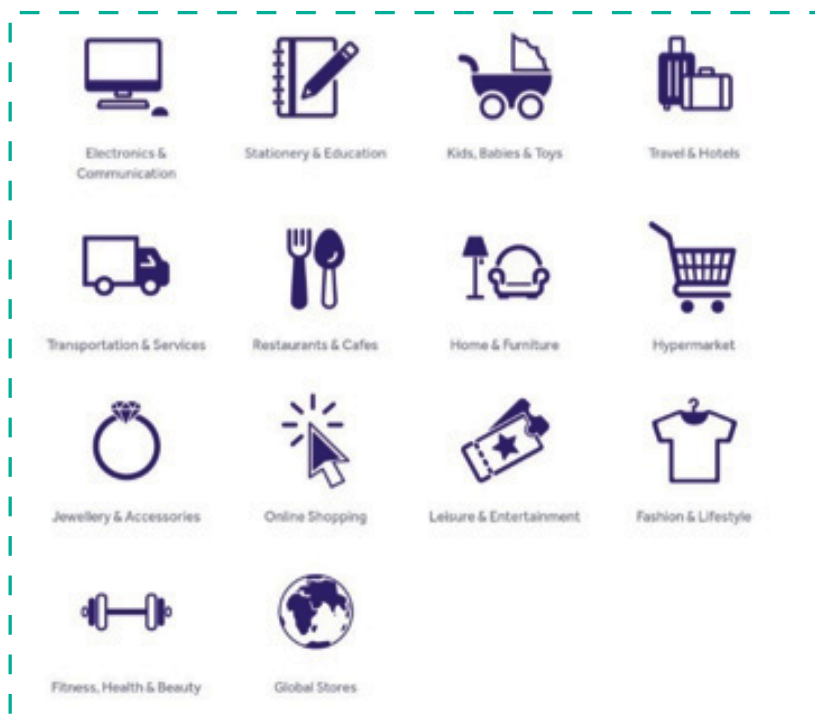 Electronics &
Communication
Stationery & Education
Kids, Babies & Toys
Travel & Hotels
Transportation & Services
Restaurants & Cafes
Home & Furniture
Hypermarket
Jewellery & Accessories
Online Shopping
Leisure & Entertainment
Fashion & Lifestyle
Fitness, Health & Beauty
Global Stores